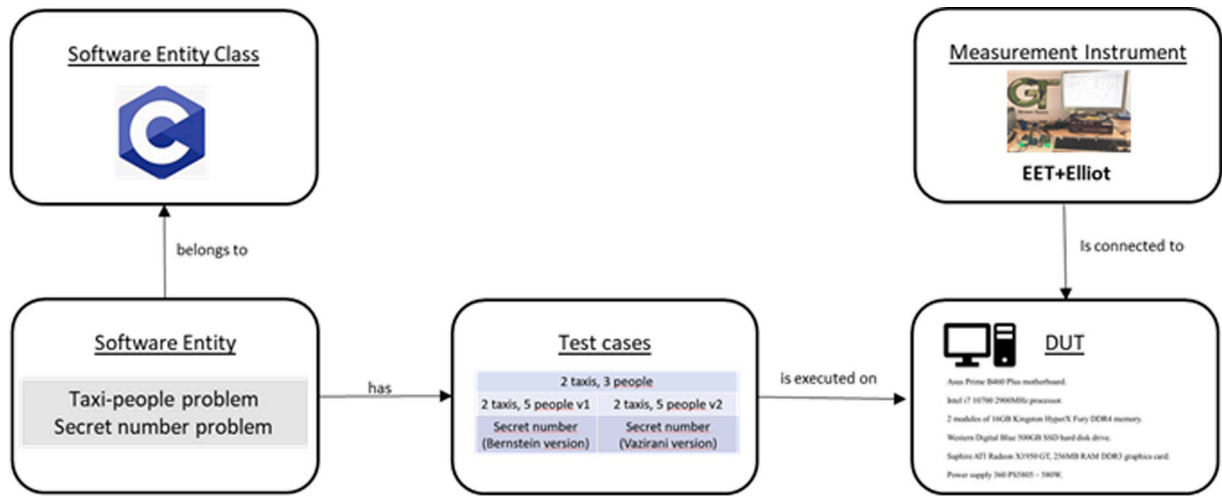 Software Entity Class
C
belongs to
Software Entity
Taxi-people problem
Secret number problem
has
Test cases
2 taxis, 3 people
2 taxis, 5 people v1
2 taxis, 5 people v2
Secret number
(Bernstein version)
Secret number
(Vazirani version)
is executed on
Measurement Instrument
GT
EET+Elliot
Is connected to
DUT
Asus Prime B460 Plus motherboard.
Intel i7 10700 2900MHz processor.
2 modules of 16GB Kingston HyperX Fury DDR4 memory.
Western Digital Blue 500GB SSD hard disk drive.
Saphire ATI Radeon X1950 GT, 256MB RAM DDR3 graphics card.
Power supply 360 PS5805 – 580W.